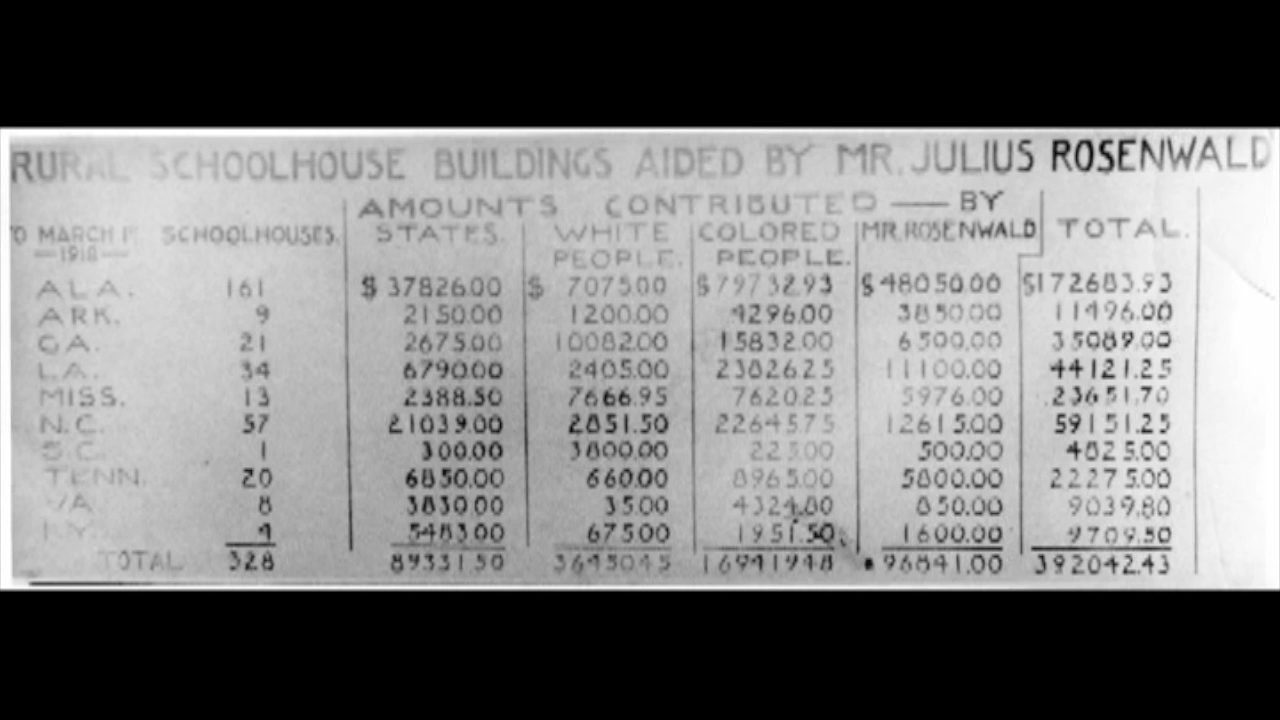 RURAL SCHOOLHOUSE BUILDINGS AIDED BY MR. JULIUS ROSENWALD
AMOUNTS CONTRIBUTED — BY
O MARCH 1st SCHOOLHOUSES. STATES. WHITE COLORED MR. ROSENWALD TOTAL.
—1918— PEOPLE. PEOPLE.
ALA. 161 $ 37826.00 $ 7075.00 $79732.93 $48050.00 $172683.93
ARK. 9 2150.00 1200.00 4296.00 3850.00 11496.00
GA. 21 2675.00 10082.00 15832.00 6500.00 35089.00
LA. 34 6790.00 2405.00 23826.25 11100.00 44121.25
MISS. 13 2388.50 7666.95 7620.25 5976.00 23651.70
N.C. 57 21039.00 2851.50 22645.75 12615.00 59151.25
S.C. 1 300.00 3800.00 225.00 500.00 4825.00
TENN. 20 6850.00 660.00 8965.00 5800.00 22275.00
VA 8 3830.00 35.00 4324.80 850.00 9039.80
KY. 4 5483.00 675.00 1951.50 1600.00 9709.50
TOTAL 328 89331.50 36450.45 169419.48 96841.00 392042.43